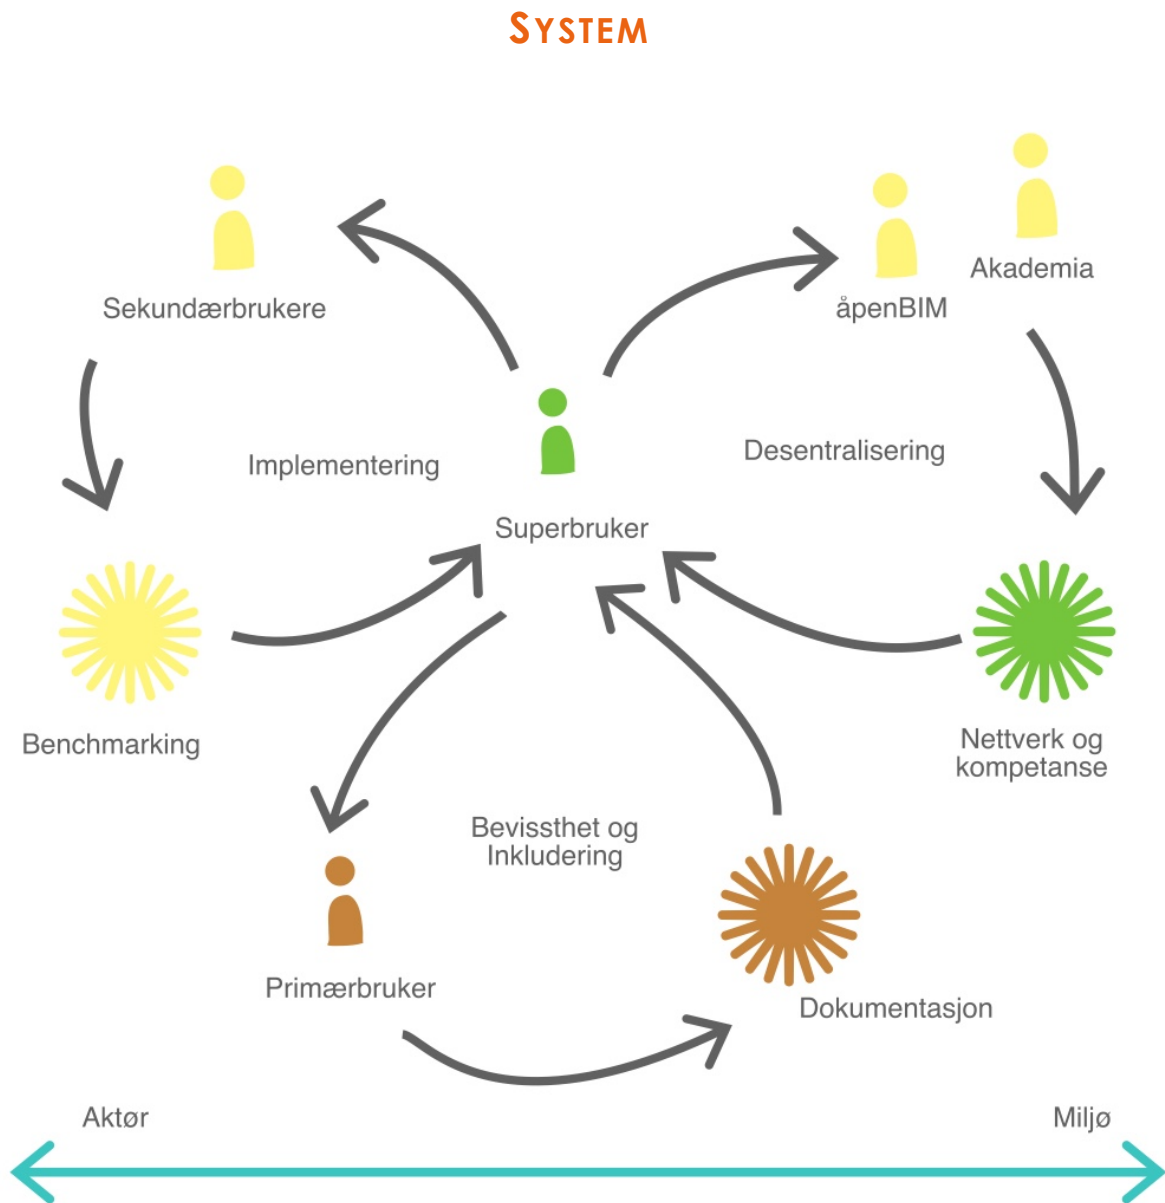 SYSTEM
Akademia
Sekundærbrukere
åpenBIM
Implementering
Desentralisering
Superbruker
Benchmarking
Nettverk og
kompetanse
Bevissthet og
Inkludering
Primærbruker
Dokumentasjon
Aktør
Miljø